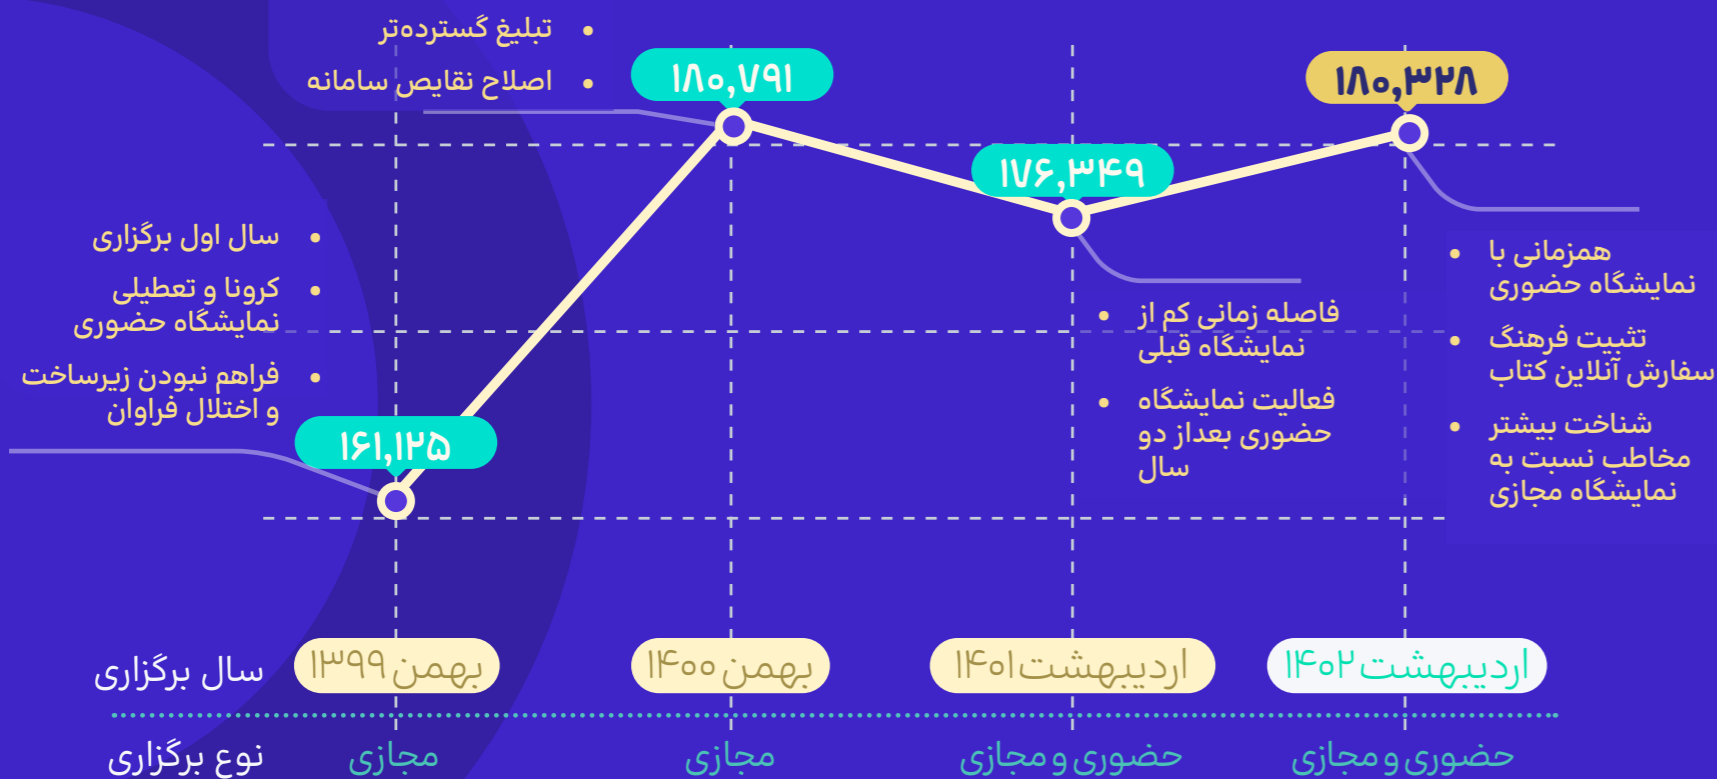 تبلیغ گسترده‌تر
اصلاح نقایص سامانه
۱۸۰,۷۹۱
۱۸۰,۳۲۸
۱۷۶,۳۴۹
سال اول برگزاری
کرونا و تعطیلی
نمایشگاه حضوری
فراهم نبودن زیرساخت
و اختلال فراوان
۱۶۱,۱۲۵
فاصله زمانی کم از
نمایشگاه قبلی
فعالیت نمایشگاه
حضوری بعداز دو
سال
همزمانی با
نمایشگاه حضوری
تثبیت فرهنگ
سفارش آنلاین کتاب
شناخت بیشتر
مخاطب نسبت به
نمایشگاه مجازی
سال برگزاری
بهمن ۱۳۹۹
بهمن ۱۴۰۰
اردیبهشت ۱۴۰۱
اردیبهشت ۱۴۰۲
نوع برگزاری
مجازی
مجازی
حضوری و مجازی
حضوری و مجازی